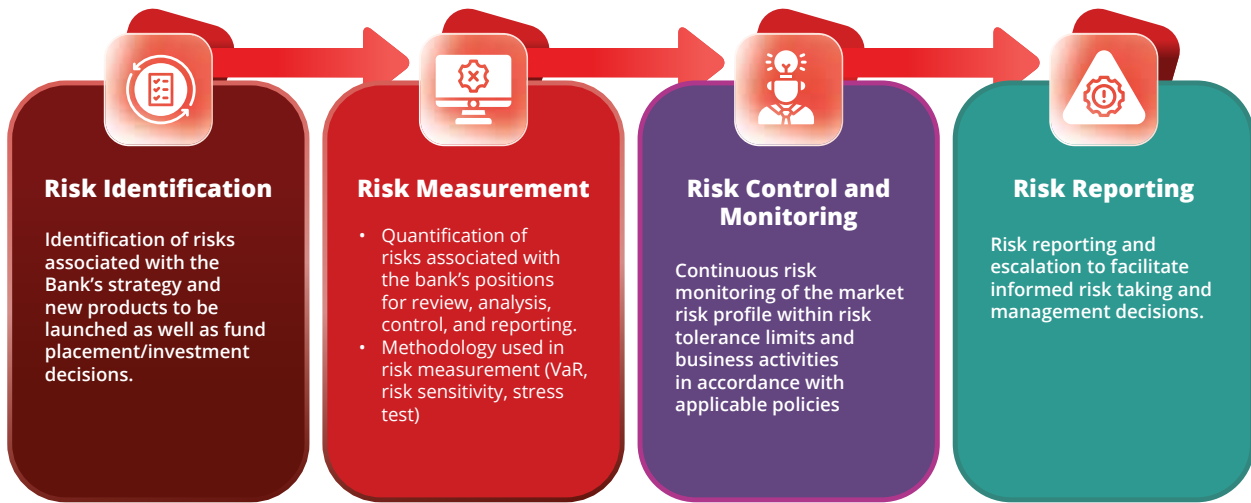 Risk Identification
Identification of risks
associated with the
Bank's strategy and
new products to be
launched as well as fund
placement/investment
decisions.
Risk Measurement
• Quantification of
risks associated with
the bank's positions
for review, analysis,
control, and reporting.
• Methodology used in
risk measurement (VaR,
risk sensitivity, stress
test)
Risk Control and
Monitoring
Continuous risk
monitoring of the market
risk profile within risk
tolerance limits and
business activities
in accordance with
applicable policies
Risk Reporting
Risk reporting and
escalation to facilitate
informed risk taking and
management decisions.